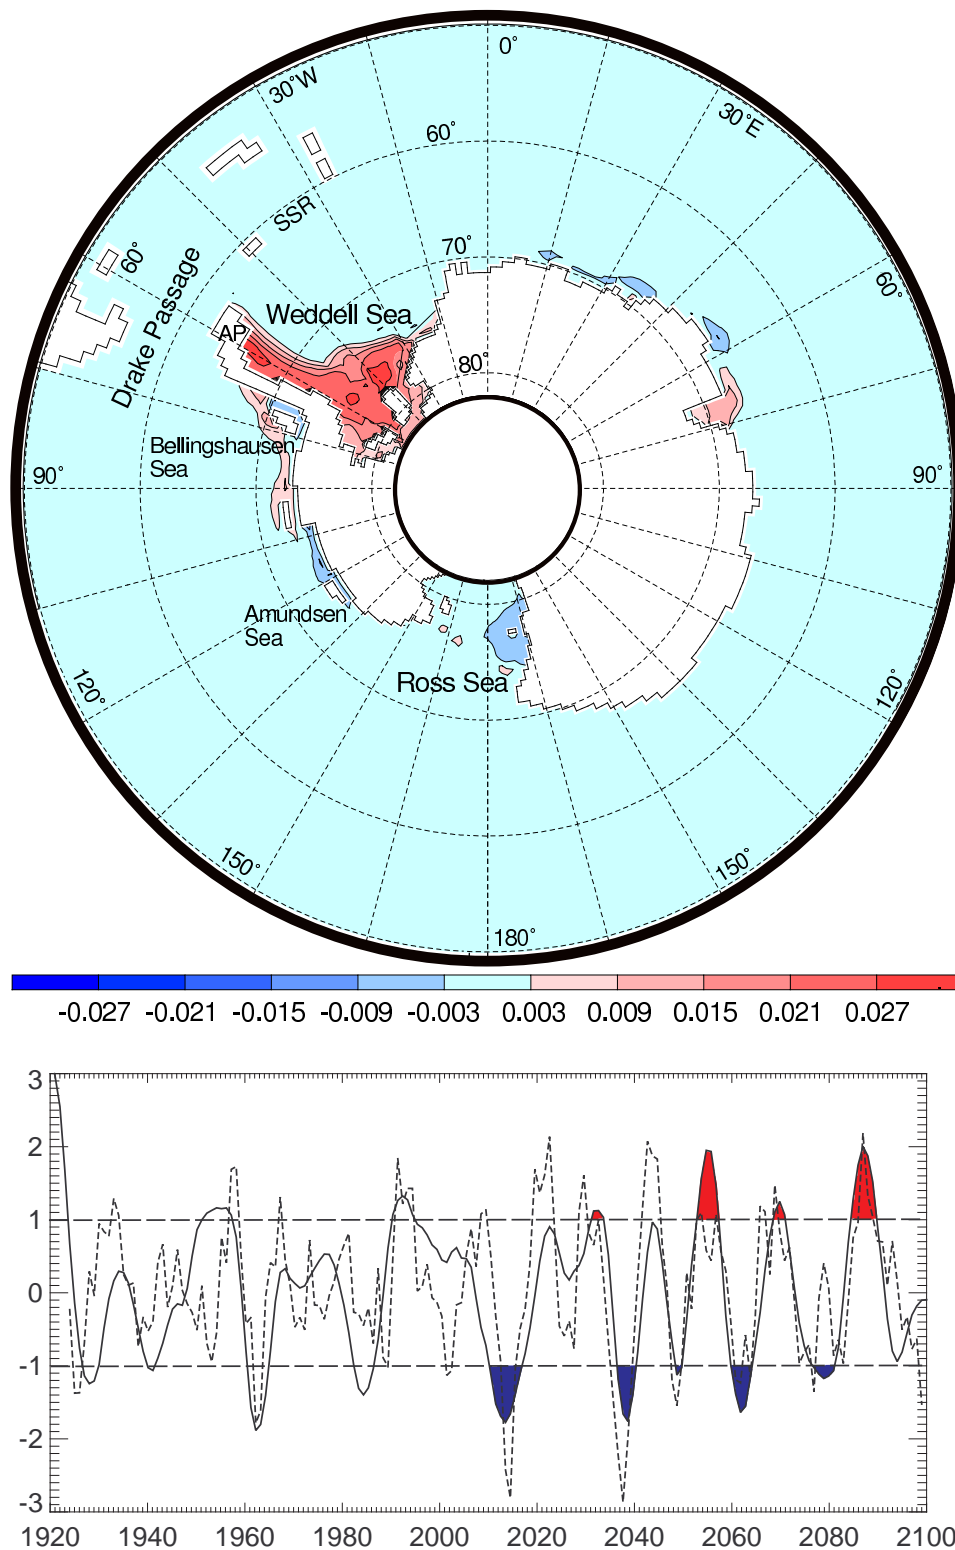 0°
30°W
30°E
60°
SSR
70°
60°
60°
Drake Passage
Weddell Sea
AP
80°
Bellingshausen
Sea
90°
90°
Amundsen
Sea
Ross Sea
120°
120°
150°
150°
180°
-0.027 -0.021 -0.015 -0.009 -0.003 0.003 0.009 0.015 0.021 0.027
3
2
1
0
-1
-2
-3
1920 1940 1960 1980 2000 2020 2040 2060 2080 2100